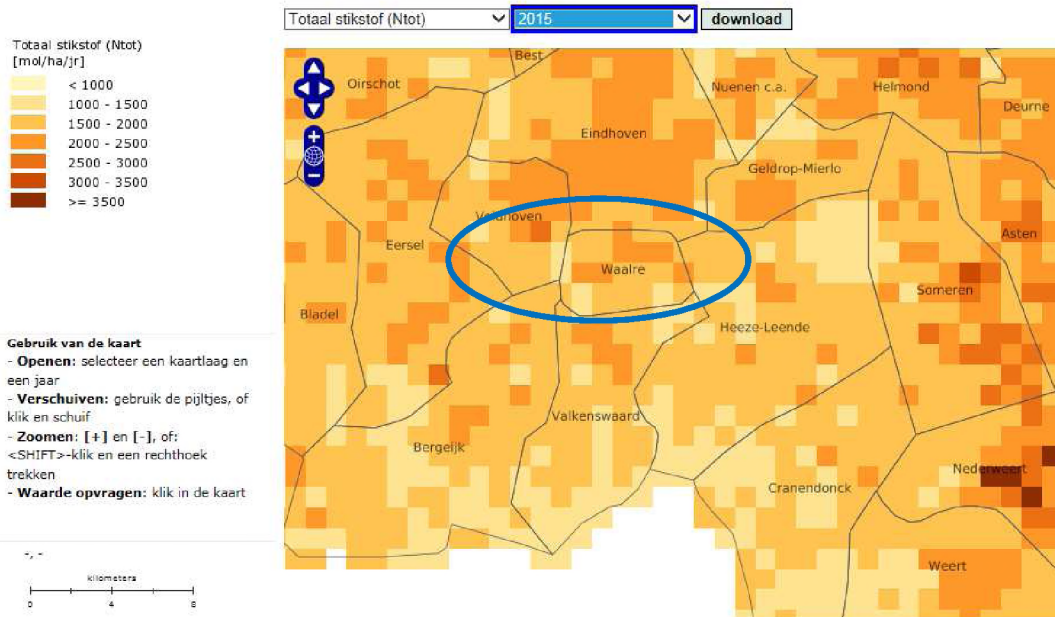 Totaal stikstof (Ntot) 2015 download
Totaal stikstof (Ntot)
[mol/ha/jr]
< 1000
1000 - 1500
1500 - 2000
2000 - 2500
2500 - 3000
3000 - 3500
>= 3500
Best
Oirschot
Nuenen c.a.
Helmond
Deurne
Eindhoven
Geldrop-Mierlo
Veldhoven
Asten
Eersel
Waalre
Someren
Bladel
Heeze-Leende
Valkenswaard
Bergeijk
Nederweert
Cranendonck
Weert
Gebruik van de kaart
- Openen: selecteer een kaartlaag en
een jaar
- Verschuiven: gebruik de pijltjes, of
klik en schuif
- Zoomen: [+] en [-], of:
<SHIFT>-klik en een rechthoek
trekken
- Waarde opvragen: klik in de kaart
-, -
kilometers
0 4 8